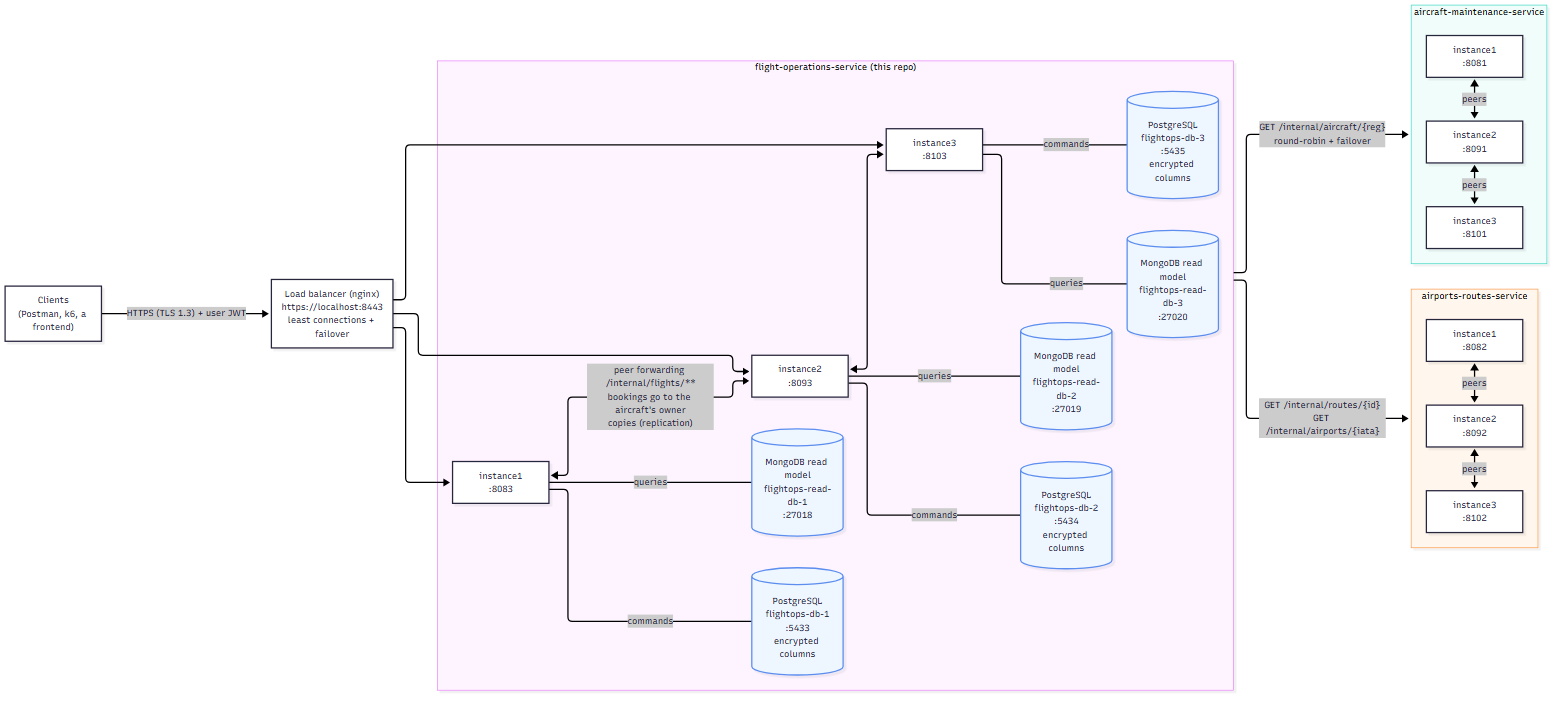 Clients
(Postman, k6, a
frontend)
HTTPS (TLS 1.3) + user JWT
Load balancer (nginx)
https://localhost:8443
least connections +
failover
flight-operations-service (this repo)
instance3
:8103
commands
PostgreSQL
flightops-db-3
:5435
encrypted
columns
queries
MongoDB read
model
flightops-read-
db-3
:27020
peer forwarding
/internal/flights/**
bookings go to the
aircraft's owner
copies (replication)
instance2
:8093
queries
MongoDB read
model
flightops-read-
db-2
:27019
commands
PostgreSQL
flightops-db-2
:5434
encrypted
columns
instance1
:8083
queries
MongoDB read
model
flightops-read-
db-1
:27018
commands
PostgreSQL
flightops-db-1
:5433
encrypted
columns
GET /internal/aircraft/{reg}
round-robin + failover
aircraft-maintenance-service
instance1
:8081
peers
instance2
:8091
peers
instance3
:8101
GET /internal/routes/{id}
GET
/internal/airports/{iata}
airports-routes-service
instance1
:8082
peers
instance2
:8092
peers
instance3
:8102